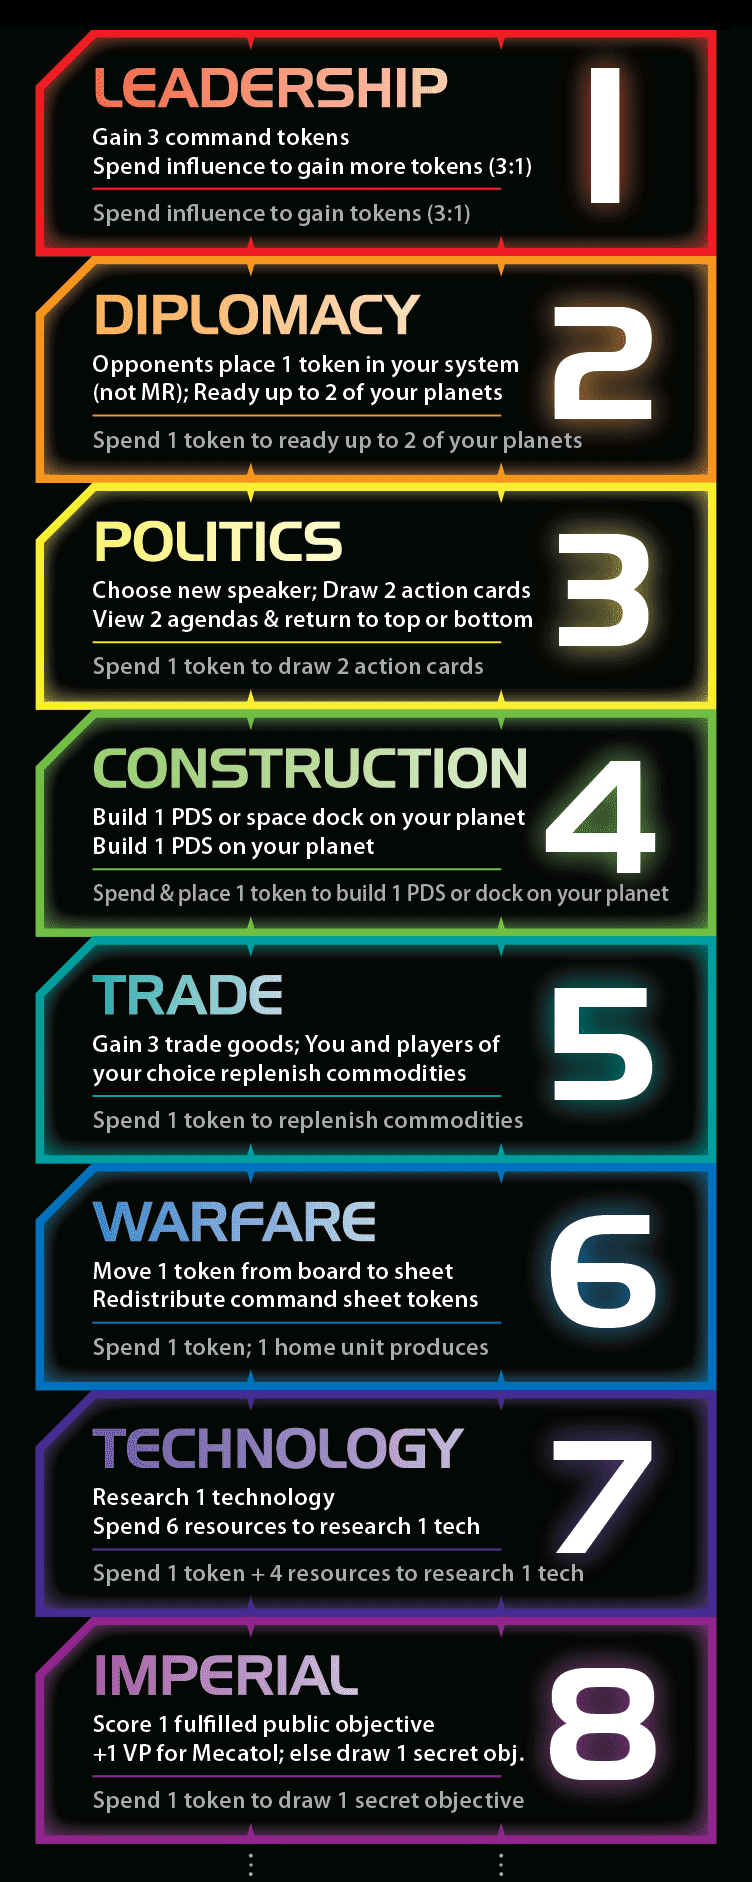 LEADERSHIP
1
Gain 3 command tokens
Spend influence to gain more tokens (3:1)
Spend influence to gain tokens (3:1)
DIPLOMACY
2
Opponents place 1 token in your system
(not MR); Ready up to 2 of your planets
Spend 1 token to ready up to 2 of your planets
POLITICS
3
Choose new speaker; Draw 2 action cards
View 2 agendas & return to top or bottom
Spend 1 token to draw 2 action cards
CONSTRUCTION
4
Build 1 PDS or space dock on your planet
Build 1 PDS on your planet
Spend & place 1 token to build 1 PDS or dock on your planet
TRADE
5
Gain 3 trade goods; You and players of
your choice replenish commodities
Spend 1 token to replenish commodities
WARFARE
6
Move 1 token from board to sheet
Redistribute command sheet tokens
Spend 1 token; 1 home unit produces
TECHNOLOGY
7
Research 1 technology
Spend 6 resources to research 1 tech
Spend 1 token + 4 resources to research 1 tech
IMPERIAL
8
Score 1 fulfilled public objective
+1 VP for Mecatol; else draw 1 secret obj.
Spend 1 token to draw 1 secret objective